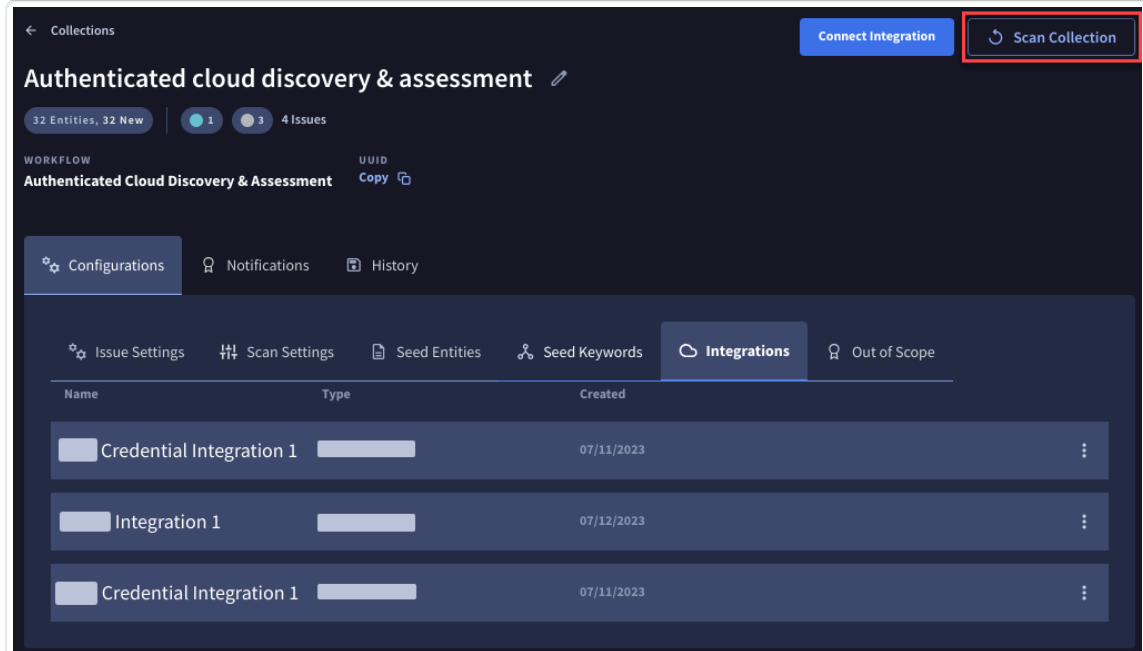 Collections
Connect Integration
Scan Collection
Authenticated cloud discovery & assessment
32 Entities, 32 New
1
3
4 Issues
WORKFLOW
UUID
Authenticated Cloud Discovery & Assessment
Copy
Configurations
Notifications
History
Issue Settings
Scan Settings
Seed Entities
Seed Keywords
Integrations
Out of Scope
Name
Type
Created
Credential Integration 1
07/11/2023
Integration 1
07/12/2023
Credential Integration 1
07/11/2023